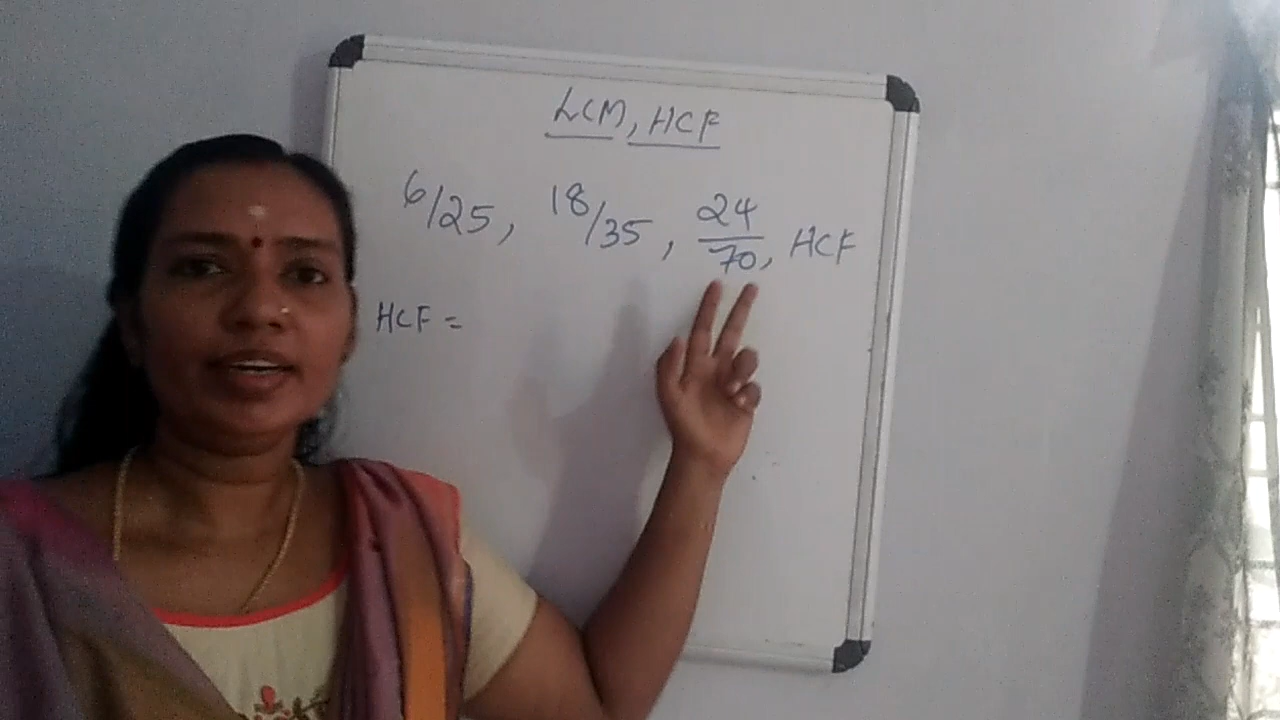 LCM, HCF
6/25, 18/35, 24/70, HCF
HCF =